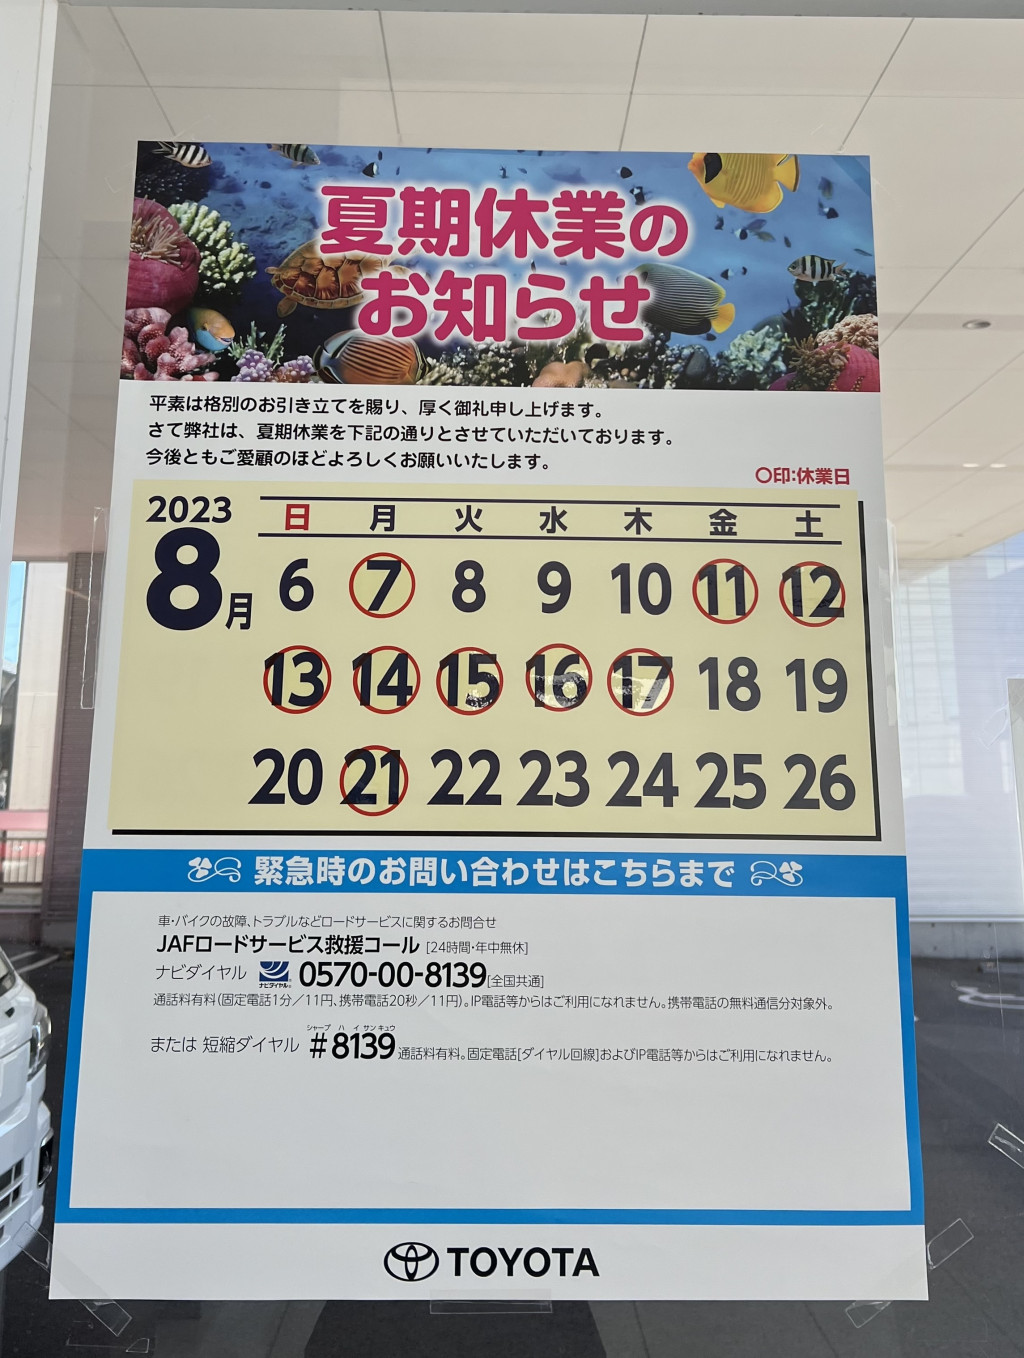 夏期休業の
お知らせ
平素は格別のお引き立てを賜り、厚く御礼申し上げます。
さて弊社は、夏期休業を下記の通りとさせていただいております。
今後ともご愛顧のほどよろしくお願いいたします。
○印:休業日
2023
8月
日 月 火 水 木 金 土
6 7 8 9 10 11 12
13 14 15 16 17 18 19
20 21 22 23 24 25 26
緊急時のお問い合わせはこちらまで
車・バイクの故障、トラブルなどロードサービスに関するお問合せ
JAFロードサービス救援コール [24時間・年中無休]
ナビダイヤル ナビダイヤル 0570-00-8139[全国共通]
通話料有料(固定電話1分/11円、携帯電話20秒/11円)。IP電話等からはご利用になれません。携帯電話の無料通信分対象外。
シャープ ハ イ サン キュウ
または 短縮ダイヤル #8139 通話料有料。固定電話[ダイヤル回線]およびIP電話等からはご利用になれません。
TOYOTA